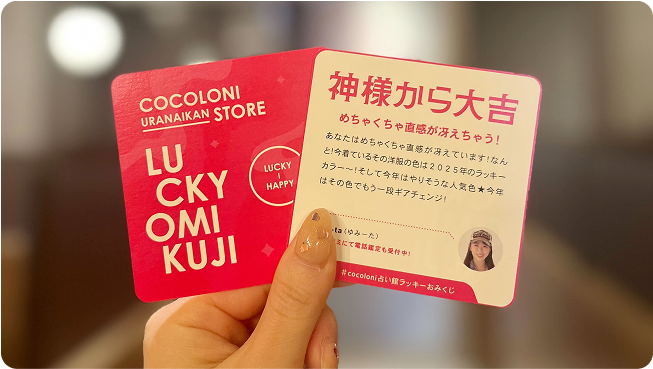 COCOLONI
URANAIKAN STORE
LU
CKY
OMI
KUJI
LUCKY
HAPPY
神様から大吉
めちゃくちゃ直感が冴えちゃう!
あなたはめちゃくちゃ直感が冴えています!なん
と!今着ているその洋服の色は2025年のラッキー
カラー〜!そして今年はやりそうな人気色★今年
はその色でもう一段ギアチェンジ!
(ゆみーた)
にて電話鑑定も受付中!
#cocoloni占い館ラッキーおみくじ